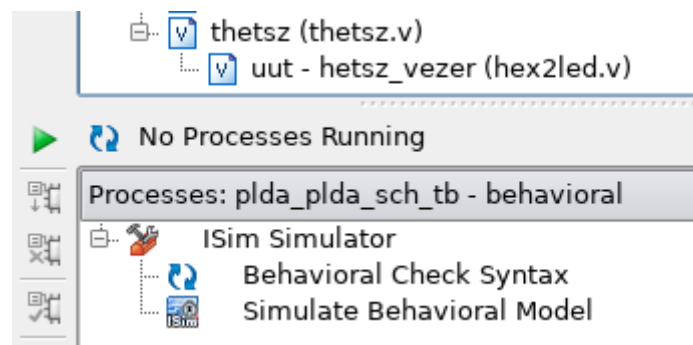 V thetsz (thetsz.v)
V uut - hetsz_vezer (hex2led.v)
No Processes Running
Processes: plda_plda_sch_tb - behavioral
ISim Simulator
Behavioral Check Syntax
ISim Simulate Behavioral Model